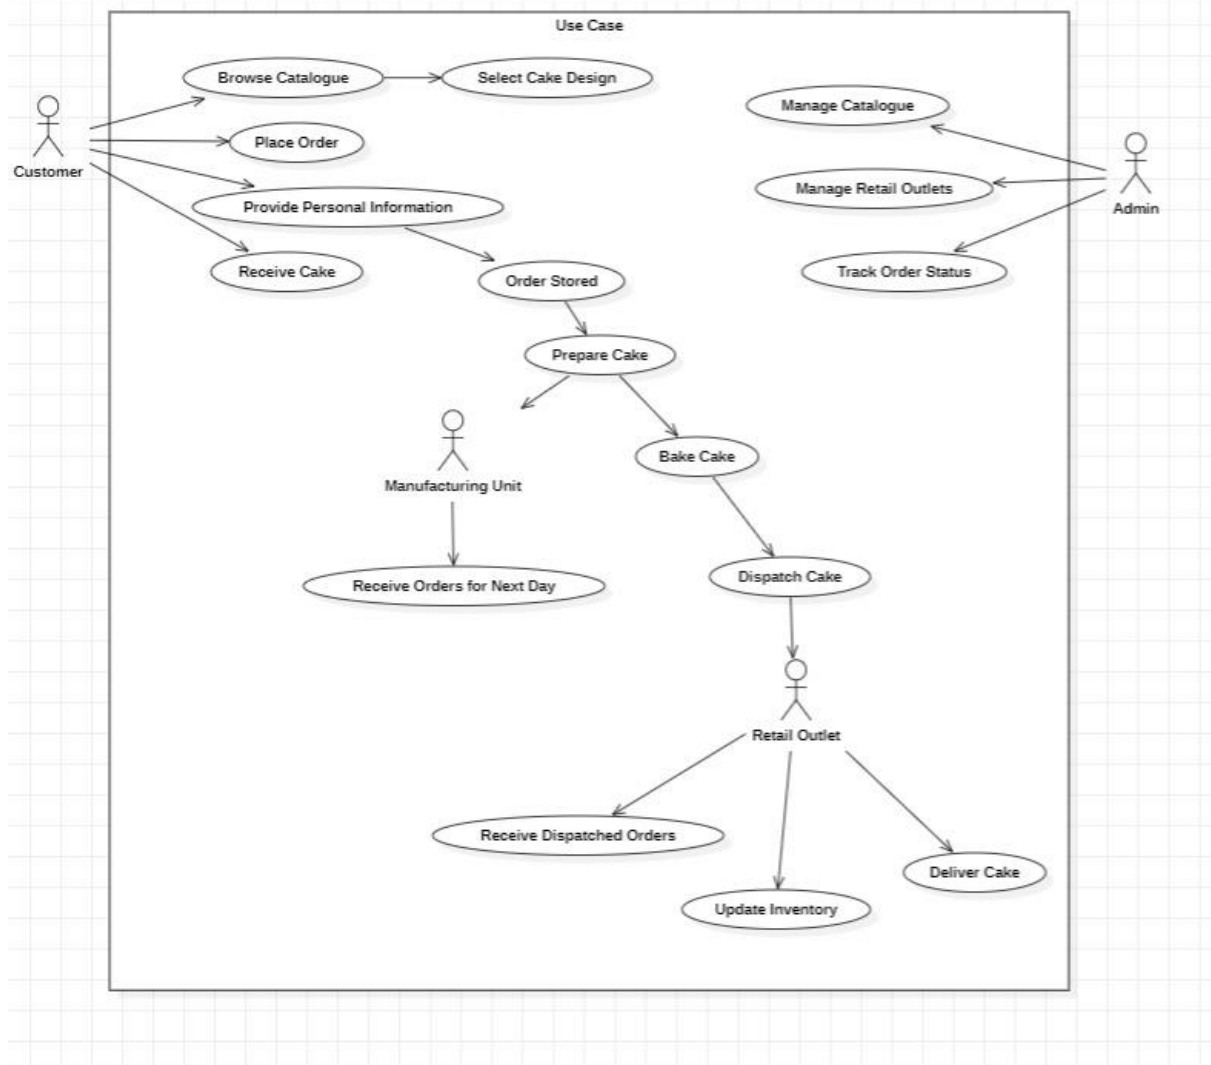 Use Case
Browse Catalogue
Select Cake Design
Manage Catalogue
Place Order
Customer
Manage Retail Outlets
Admin
Provide Personal Information
Receive Cake
Order Stored
Track Order Status
Prepare Cake
Bake Cake
Manufacturing Unit
Receive Orders for Next Day
Dispatch Cake
Retail Outlet
Receive Dispatched Orders
Deliver Cake
Update Inventory